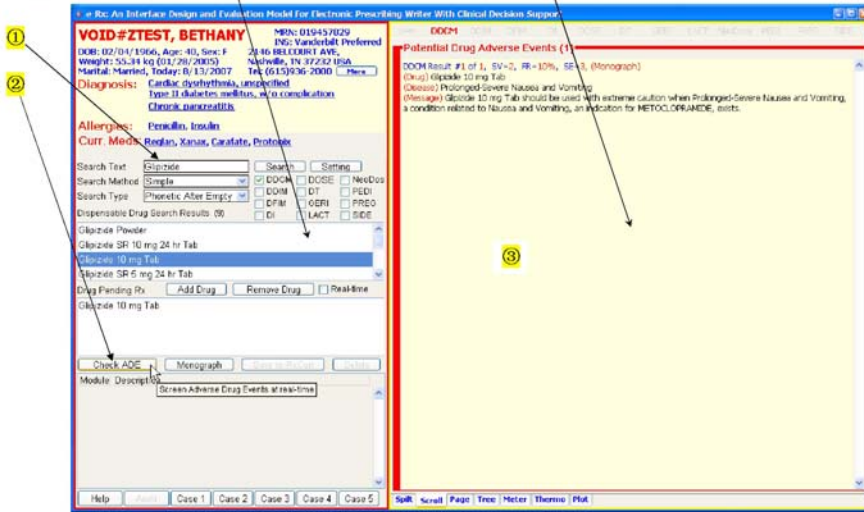 e Rx: An Interface Design and Evaluation Model For Electronic Prescribing Writer With Clinical Decision Support
①
②
VOID#ZTEST, BETHANY
MRN: 019457029
INS: Vanderbilt Preferred
DOB: 02/04/1966, Age: 40, Sex: F
2146 BELCOURT AVE,
Weight: 55.34 kg (01/28/2005)
Nashville, TN 37232 USA
Marital: Married, Today: 8/13/2007
Tel: (615)936-2000
More
Diagnosis:
Cardiac dysrhythmia, unspecified
Type II diabetes mellitus, w/o complication
Chronic pancreatitis
Allergies:
Penicillin, Insulin
Curr. Meds:
Reglan, Xanax, Carafate, Protonix
Search Text Glipizide Search Setting
Search Method Simple DDCM DOSE NeoDos
Search Type Phonetic After Empty DDIM DT PEDI
DFIM GERI PREG
Dispensable Drug Search Results (9) DI LACT SIDE
Glipizide Powder
Glipizide SR 10 mg 24 hr Tab
Glipizide 10 mg Tab
Glipizide SR 5 mg 24 hr Tab
Drug Pending Rx Add Drug Remove Drug Real-time
Glipizide 10 mg Tab
Check ADE Monograph Delete
Module Description
Screen Adverse Drug Events at real-time
Help Case 1 Case 2 Case 3 Case 4 Case 5
DDCM
Potential Drug Adverse Events (1)
DDCM Result #1 of 1, SV=2, FR=10%, SE=3, (Monograph)
(Drug) Glipizide 10 mg Tab
(Disease) Prolonged-Severe Nausea and Vomiting
(Message) Glipizide 10 mg Tab should be used with extreme caution when Prolonged-Severe Nausea and Vomiting,
a condition related to Nausea and Vomiting, an indication for METOCLOPRAMIDE, exists.
③
Split Scroll Page Tree Meter Thermo Plot